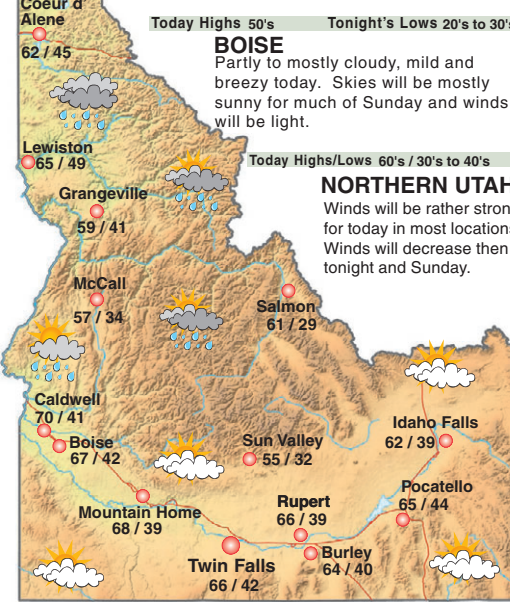 Coeur d'
Alene
62 / 45
Today Highs 50's Tonight's Lows 20's to 30's
BOISE
Partly to mostly cloudy, mild and
breezy today. Skies will be mostly
sunny for much of Sunday and winds
will be light.
Lewiston
65 / 49
Today Highs/Lows 60's / 30's to 40's
NORTHERN UTAH
Winds will be rather stron
for today in most locations
Winds will decrease then
tonight and Sunday.
Grangeville
59 / 41
McCall
57 / 34
Salmon
61 / 29
Caldwell
70 / 41
Boise
67 / 42
Sun Valley
55 / 32
Idaho Falls
62 / 39
Mountain Home
68 / 39
Rupert
66 / 39
Pocatello
65 / 44
Twin Falls
66 / 42
Burley
64 / 40